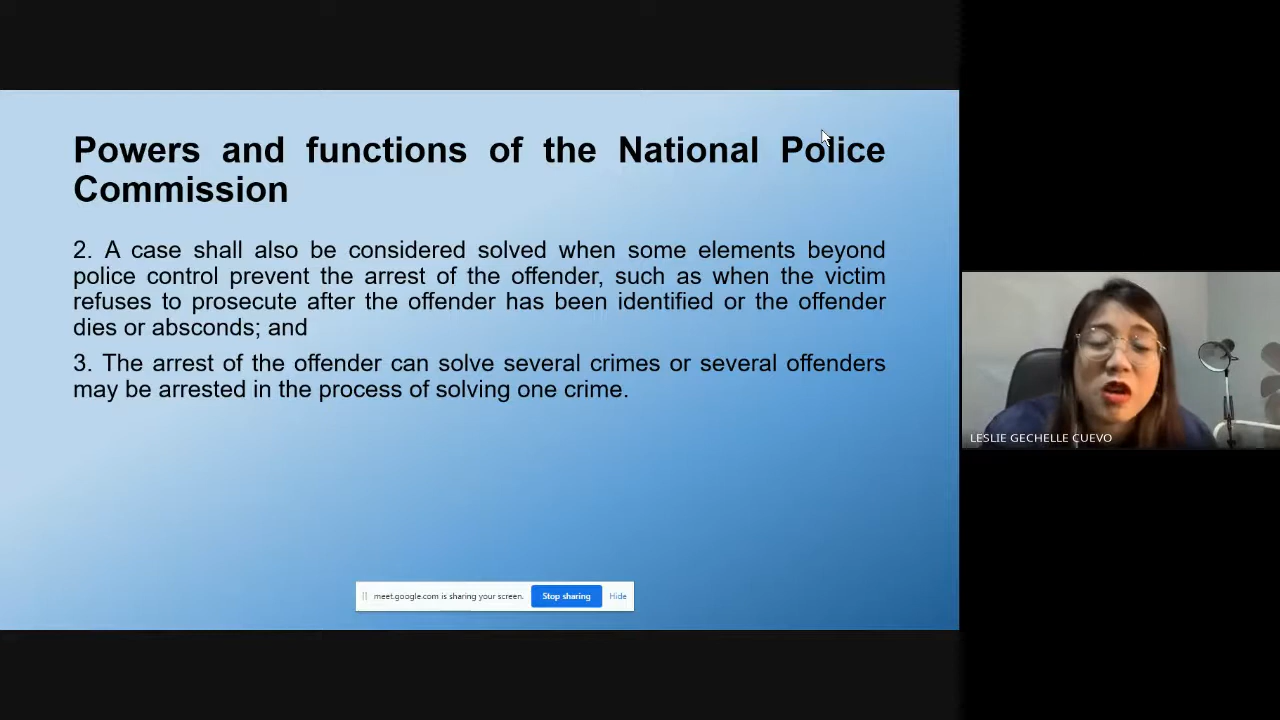 Powers and functions of the National Police
Commission
2. A case shall also be considered solved when some elements beyond
police control prevent the arrest of the offender, such as when the victim
refuses to prosecute after the offender has been identified or the offender
dies or absconds; and
3. The arrest of the offender can solve several crimes or several offenders
may be arrested in the process of solving one crime.
meet.google.com is sharing your screen.
Stop sharing
Hide
LESLIE GECHELLE CUEVO